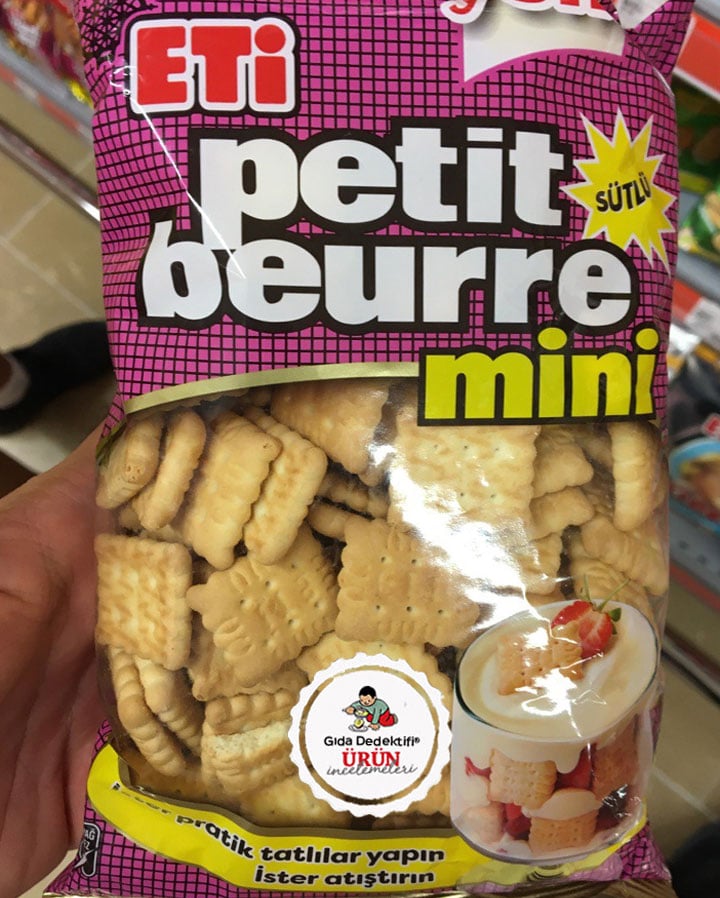 ETi
petit
beurre
SÜTLÜ
mini
Gıda Dedektifi®
ÜRÜN
incelemeleri
pratik tatlılar yapın
İster atıştırın